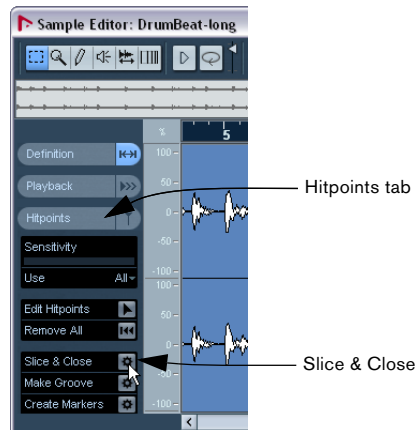 Sample Editor: DrumBeat-long
%
5
Definition
100
Playback
50
Hitpoints
0
Hitpoints tab
Sensitivity
-50
Use All
-100
100
Edit Hitpoints
50
Remove All
0
Slice & Close
Slice & Close
-50
Make Groove
Create Markers
-100